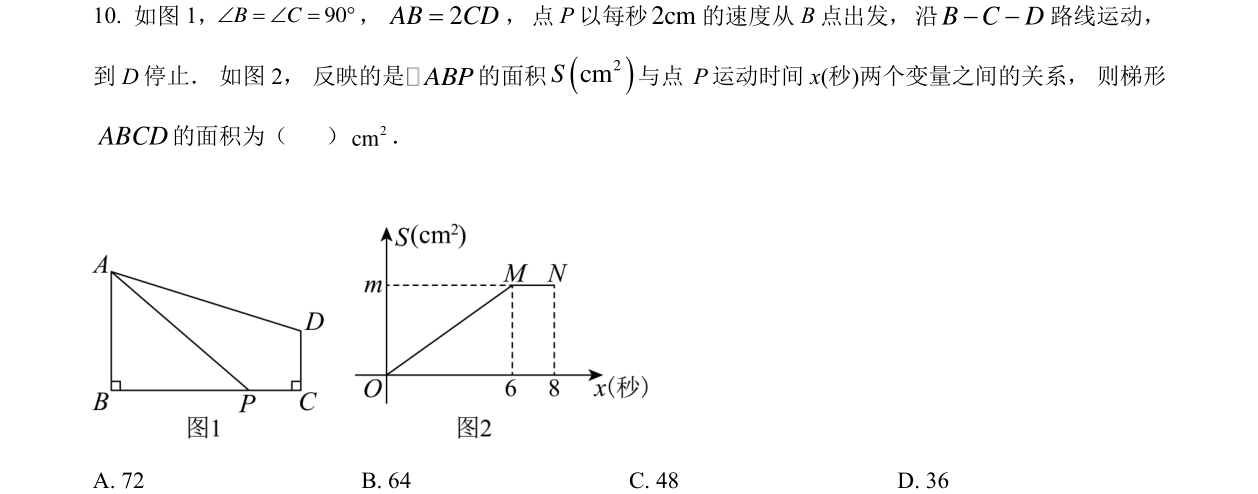 10. 如图 1，∠B = ∠C = 90°， AB = 2CD ， 点 P 以每秒 2cm 的速度从 B 点出发， 沿 B – C – D 路线运动，
到 D 停止． 如图 2， 反映的是□ABP 的面积 S(cm²) 与点 P 运动时间 x(秒)两个变量之间的关系， 则梯形
ABCD 的面积为（ ） cm²．
S(cm²)
A
M N
m
D
B P C
O 6 8 x(秒)
图1 图2
A. 72 B. 64 C. 48 D. 36